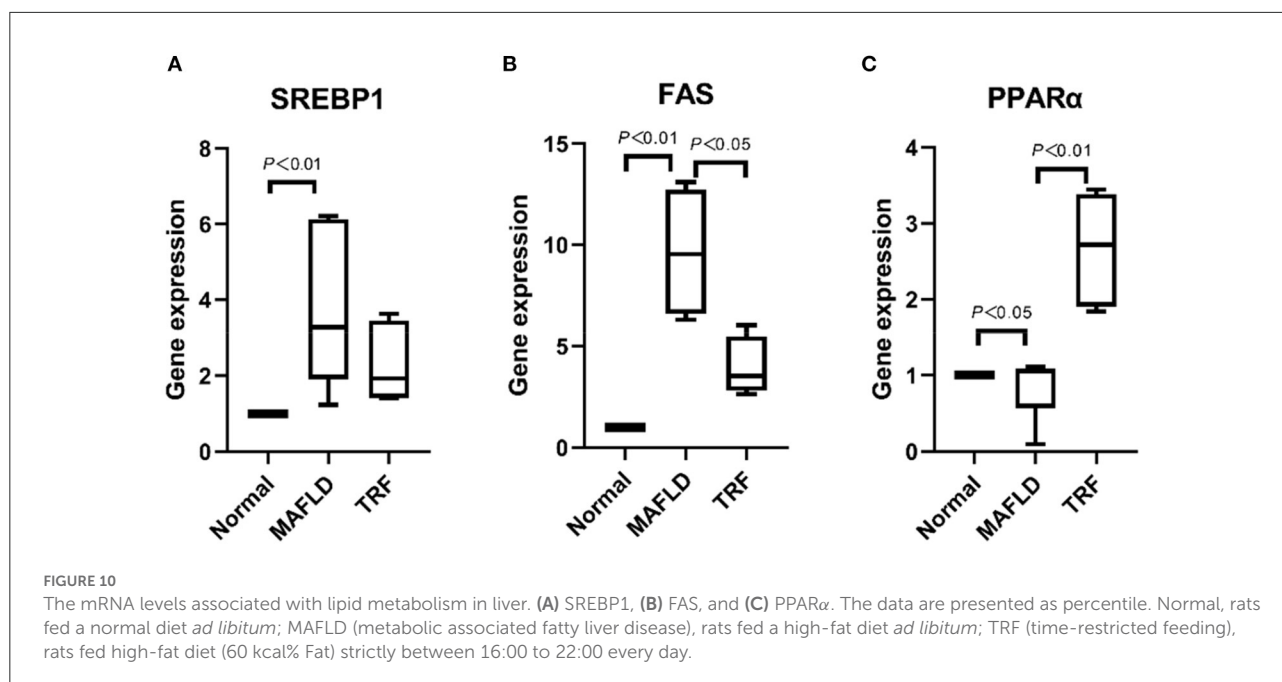 A
SREBP1
P<0.01
Gene expression
8
6
4
2
0
Normal
MAFLD
TRF
B
FAS
P<0.01
P<0.05
Gene expression
15
10
5
0
Normal
MAFLD
TRF
C
PPARα
P<0.01
P<0.05
Gene expression
4
3
2
1
0
Normal
MAFLD
TRF
FIGURE 10
The mRNA levels associated with lipid metabolism in liver. (A) SREBP1, (B) FAS, and (C) PPARα. The data are presented as percentile. Normal, rats
fed a normal diet ad libitum; MAFLD (metabolic associated fatty liver disease), rats fed a high-fat diet ad libitum; TRF (time-restricted feeding),
rats fed high-fat diet (60 kcal% Fat) strictly between 16:00 to 22:00 every day.